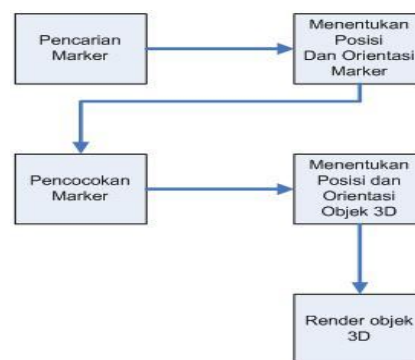 Pencarian
Marker
Menentukan
Posisi
Dan Orientasi
Marker
Pencocokan
Marker
Menentukan
Posisi dan
Orientasi
Objek 3D
Render objek
3D